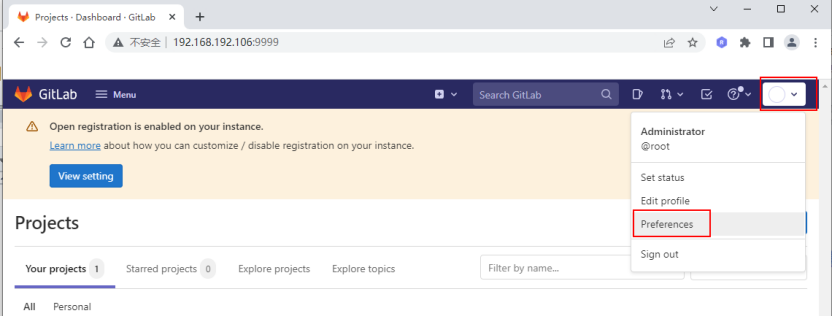 Projects · Dashboard · GitLab
不安全 192.168.192.106:9999
GitLab Menu Search GitLab
Open registration is enabled on your instance.
Learn more about how you can customize / disable registration on your instance.
View setting
Administrator
@root
Set status
Edit profile
Preferences
Sign out
Projects
Your projects 1 Starred projects 0 Explore projects Explore topics Filter by name...
All Personal